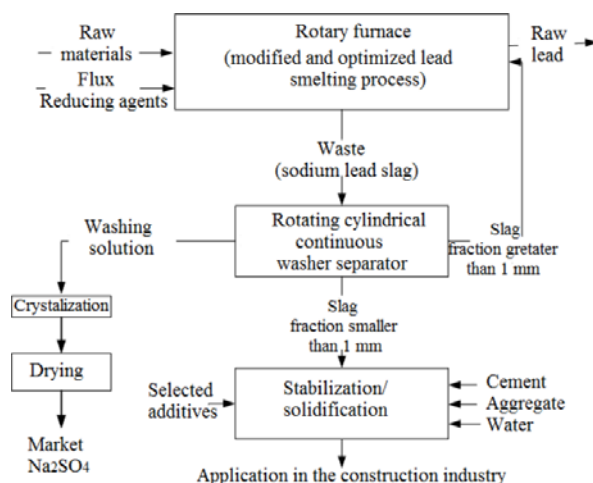 Raw
materials
Flux
Reducing agents
Rotary furnace
(modified and optimized lead
smelting process)
Raw
lead
Waste
(sodium lead slag)
Washing
solution
Rotating cylindrical
continuous
washer separator
Slag
fraction gretater
than 1 mm
Crystalization
Slag
fraction smaller
than 1 mm
Drying
Selected
additives
Stabilization/
solidification
Cement
Aggregate
Water
Market
Na2SO4
Application in the construction industry